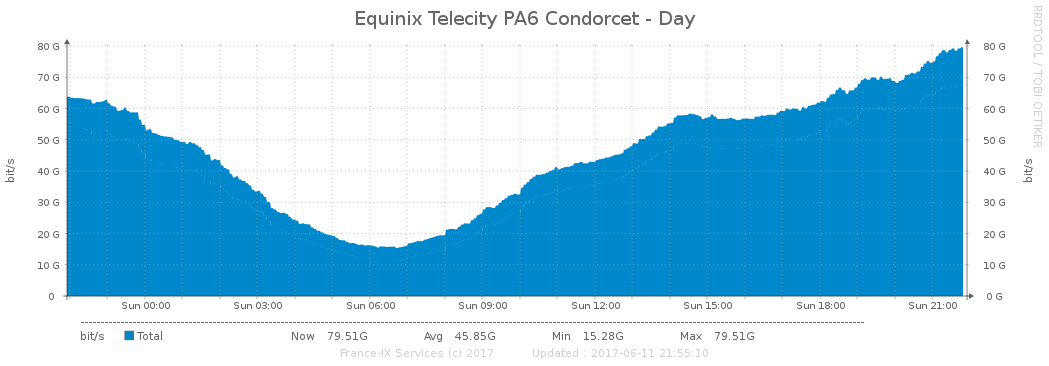 Equinix Telecity PA6 Condorcet - Day
RRDTOOL / TOBI OETIKER
80 G 80 G
70 G 70 G
60 G 60 G
50 G 50 G
40 G 40 G
30 G 30 G
20 G 20 G
10 G 10 G
0 0 G
bit/s bit/s
Sun 00:00 Sun 03:00 Sun 06:00 Sun 09:00 Sun 12:00 Sun 15:00 Sun 18:00 Sun 21:00
bit/s Total Now 79.51G Avg 45.85G Min 15.28G Max 79.51G
France-IX Services (c) 2017 Updated : 2017-06-11 21:55:10